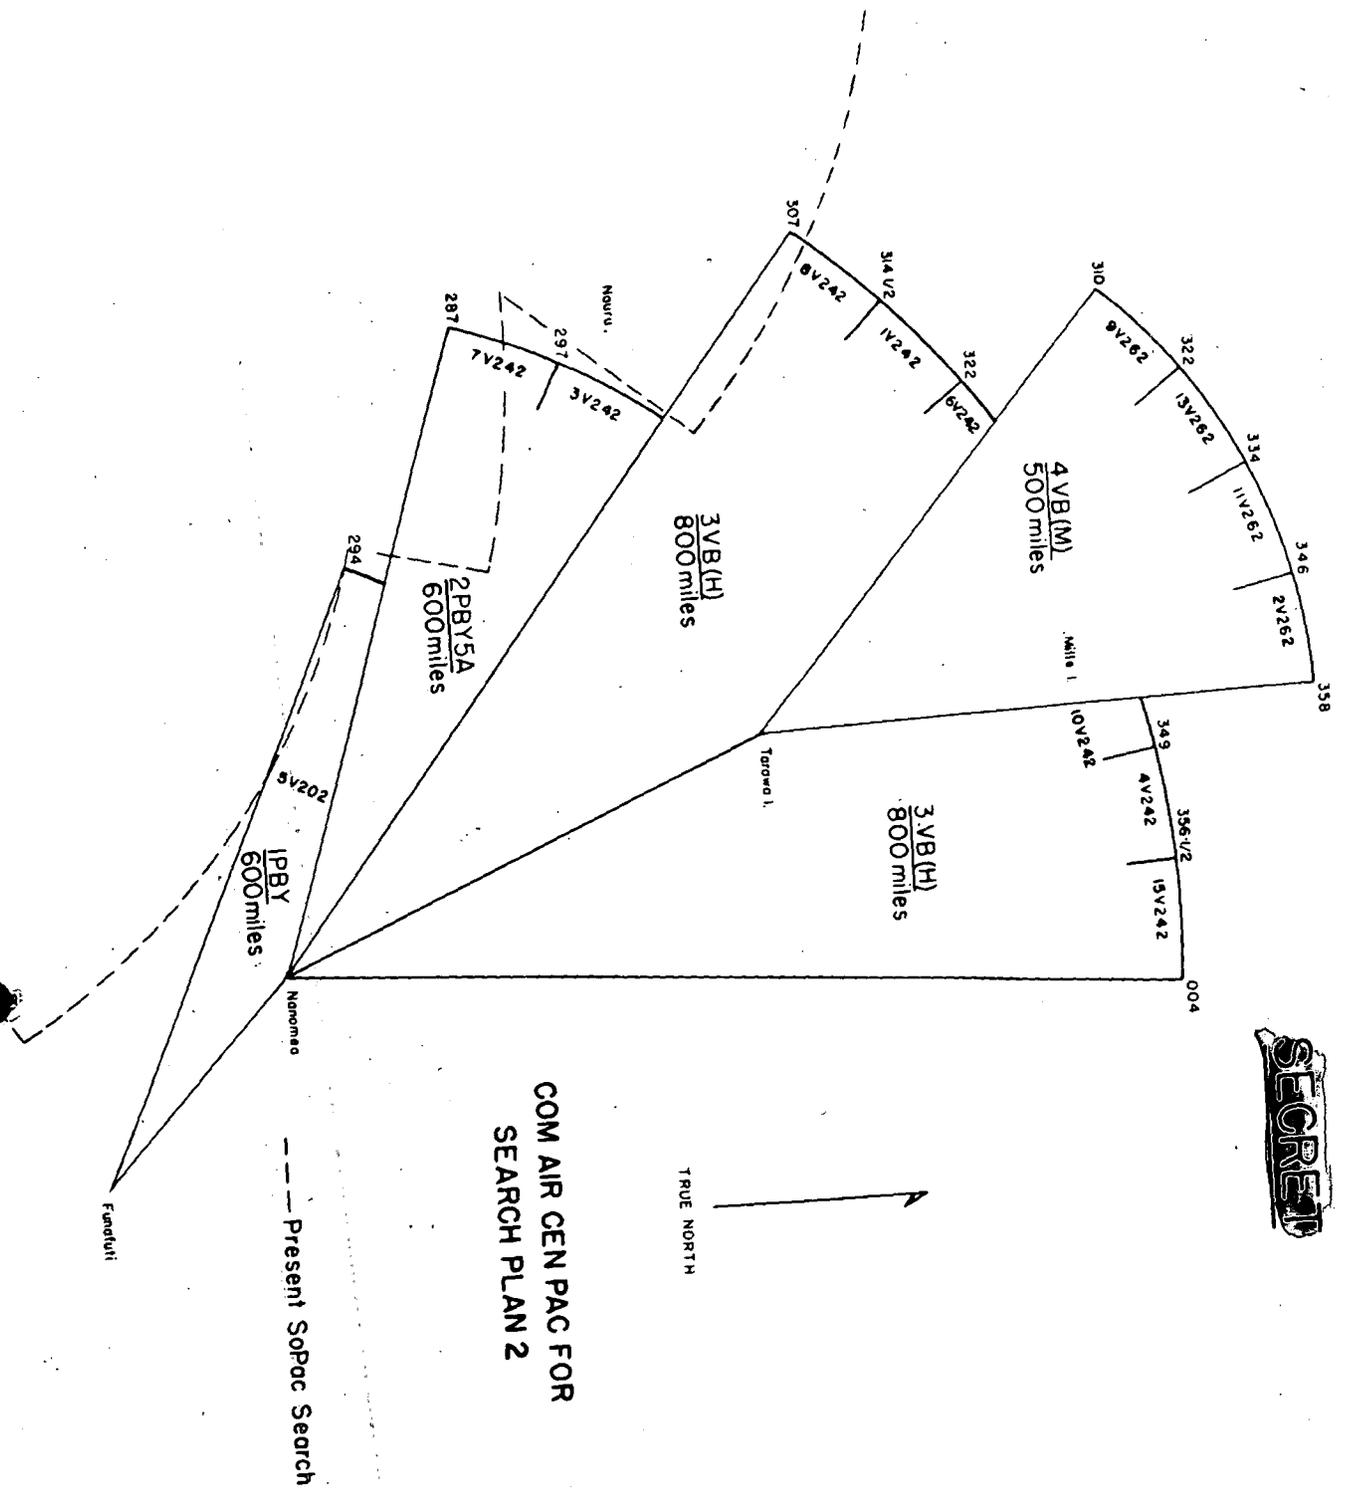 SECRET
310
9V262
322
13V262
334
11V262
346
2V262
358
4 VB (M)
500 miles
Mille I.
307
8V242
314 1/2
1V242
322
6V242
3VB (H)
800 miles
Tarawa I.
10V242
349
4V242
356-1/2
15V242
004
3.VB (H)
800 miles
Nauru.
287
7V242
297
3V242
2PBY5A
600 miles
294
5V202
1PBY
600 miles
Nanomea
Funafuti
TRUE NORTH
COM AIR CEN PAC FOR
SEARCH PLAN 2
Present SoPac Search